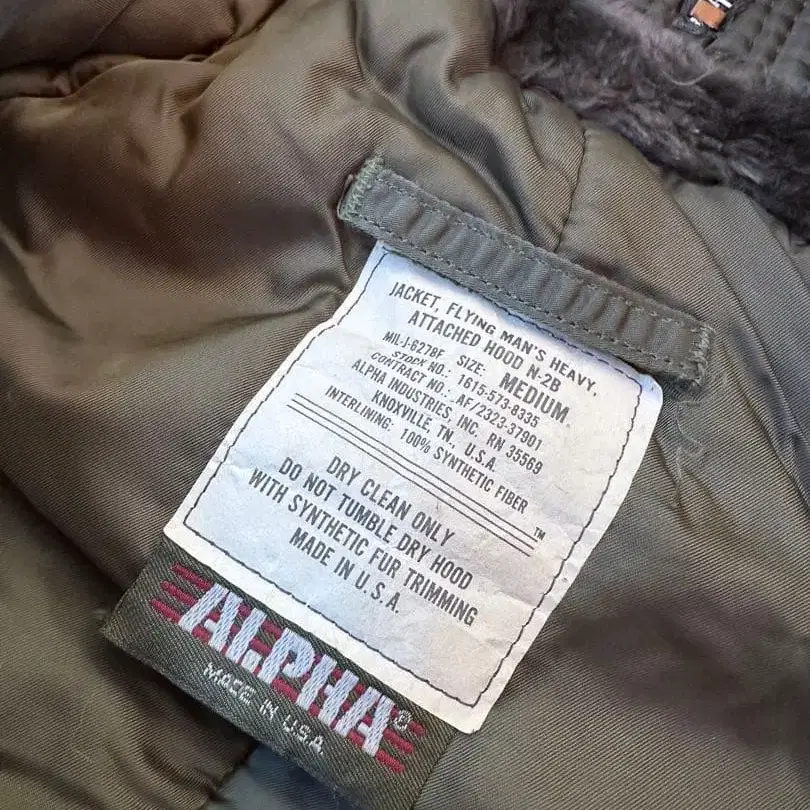 JACKET, FLYING MAN'S HEAVY,
ATTACHED HOOD N-2B
MIL-J-6278F SIZE: MEDIUM
STOCK NO.: 1615-573-8335
CONTRACT NO.: AF/2323-37901
ALPHA INDUSTRIES, INC. RN 35569
KNOXVILLE, TN., U.S.A.
INTERLINING: 100% SYNTHETIC FIBER
TM
DRY CLEAN ONLY
DO NOT TUMBLE DRY HOOD
WITH SYNTHETIC FUR TRIMMING
MADE IN U.S.A.
ALPHA®
MADE IN U.S.A